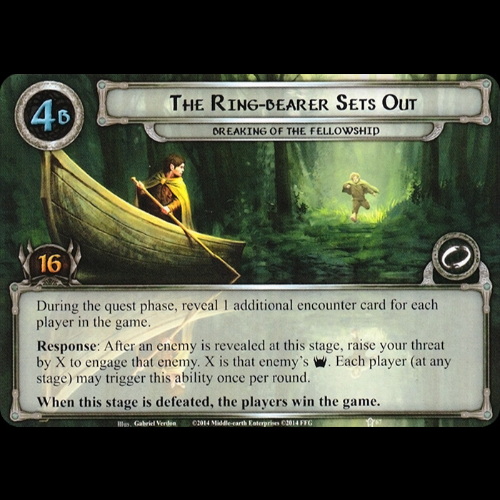 4B
THE RING-BEARER SETS OUT
BREAKING OF THE FELLOWSHIP
16
During the quest phase, reveal 1 additional encounter card for each
player in the game.
Response: After an enemy is revealed at this stage, raise your threat
by X to engage that enemy. X is that enemy's . Each player (at any
stage) may trigger this ability once per round.
When this stage is defeated, the players win the game.
Illus. Gabriel Verdon ©2014 Middle-earth Enterprises ©2014 FFG